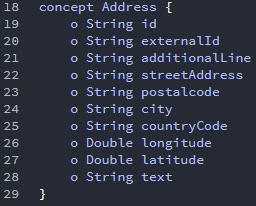 18 concept Address {
19     o String id
20     o String externalId
21     o String additionalLine
22     o String streetAddress
23     o String postalcode
24     o String city
25     o String countryCode
26     o Double longitude
27     o Double latitude
28     o String text
29 }